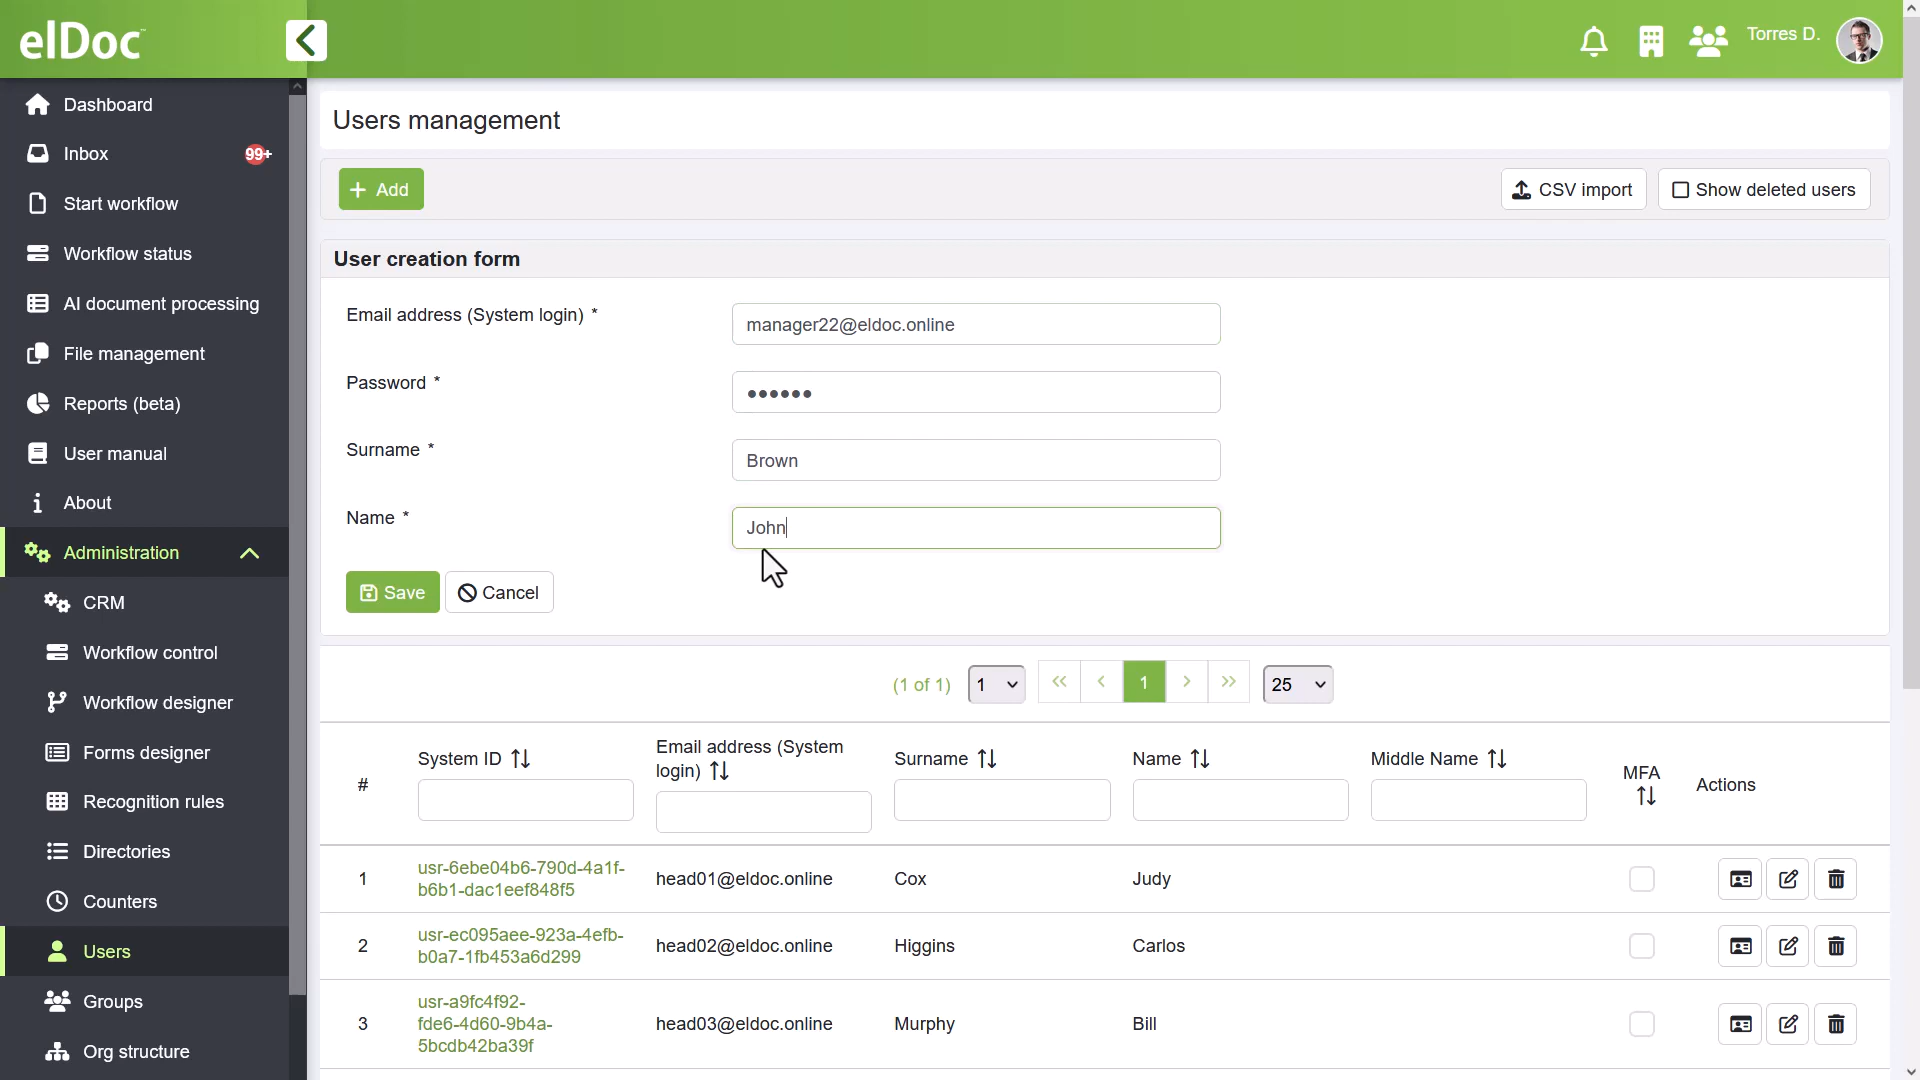 elDoc
Torres D.
Dashboard
Inbox 99+
Start workflow
Workflow status
AI document processing
File management
Reports (beta)
User manual
About
Administration
CRM
Workflow control
Workflow designer
Forms designer
Recognition rules
Directories
Counters
Users
Groups
Org structure
Users management
Add
CSV import
Show deleted users
User creation form
Email address (System login) *
manager22@eldoc.online
Password *
••••••
Surname *
Brown
Name *
John
Save
Cancel
(1 of 1) 1 1 25
# System ID Email address (System
login) Surname Name Middle Name MFA Actions
1 usr-6ebe04b6-790d-4a1f-
b6b1-dac1eef848f5 head01@eldoc.online Cox Judy
2 usr-ec095aee-923a-4efb-
b0a7-1fb453a6d299 head02@eldoc.online Higgins Carlos
3 usr-a9fc4f92-
fde6-4d60-9b4a-
5bcdb42ba39f head03@eldoc.online Murphy Bill